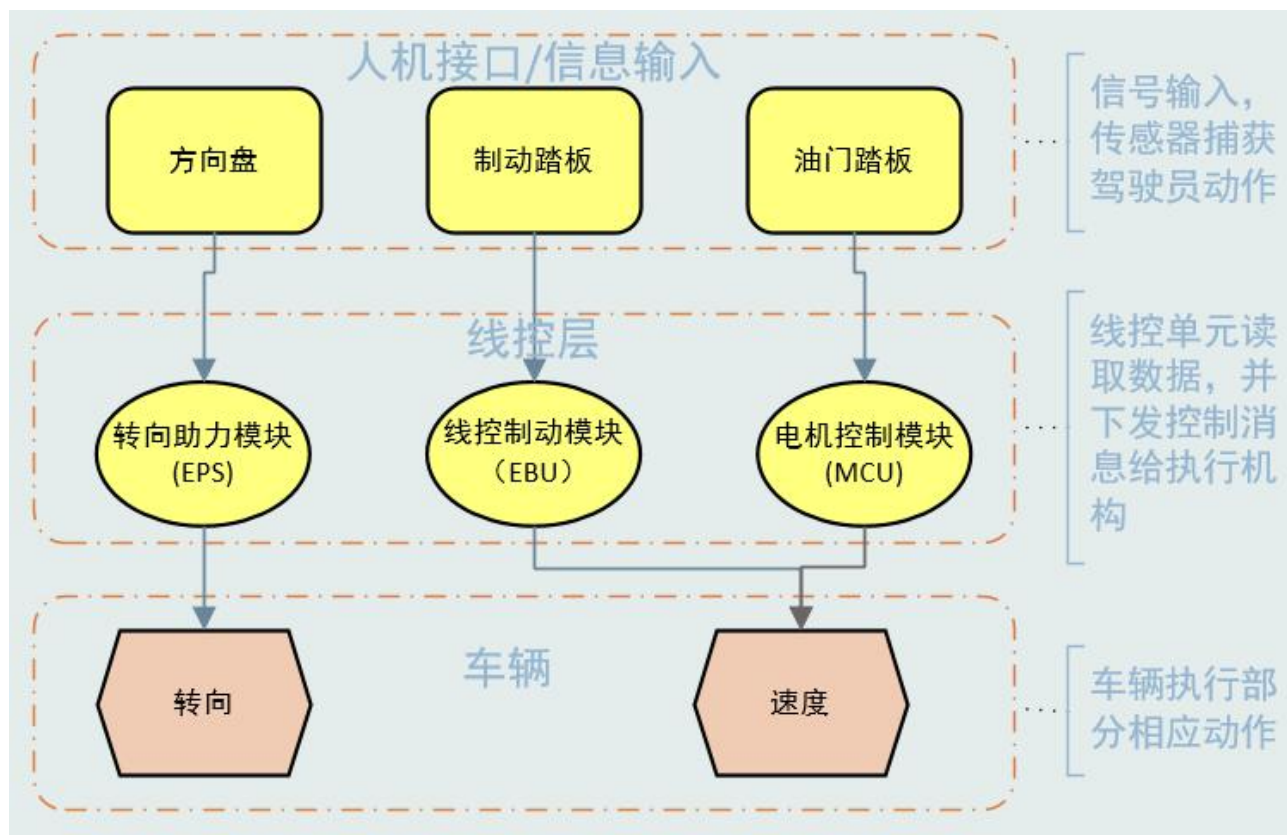 人机接口/信息输入
方向盘
制动踏板
油门踏板
信号输入，
传感器捕获
驾驶员动作
线控层
转向助力模块
(EPS)
线控制动模块
（EBU）
电机控制模块
(MCU)
线控单元读
取数据，并
下发控制消
息给执行机
构
车辆
转向
速度
车辆执行部
分相应动作